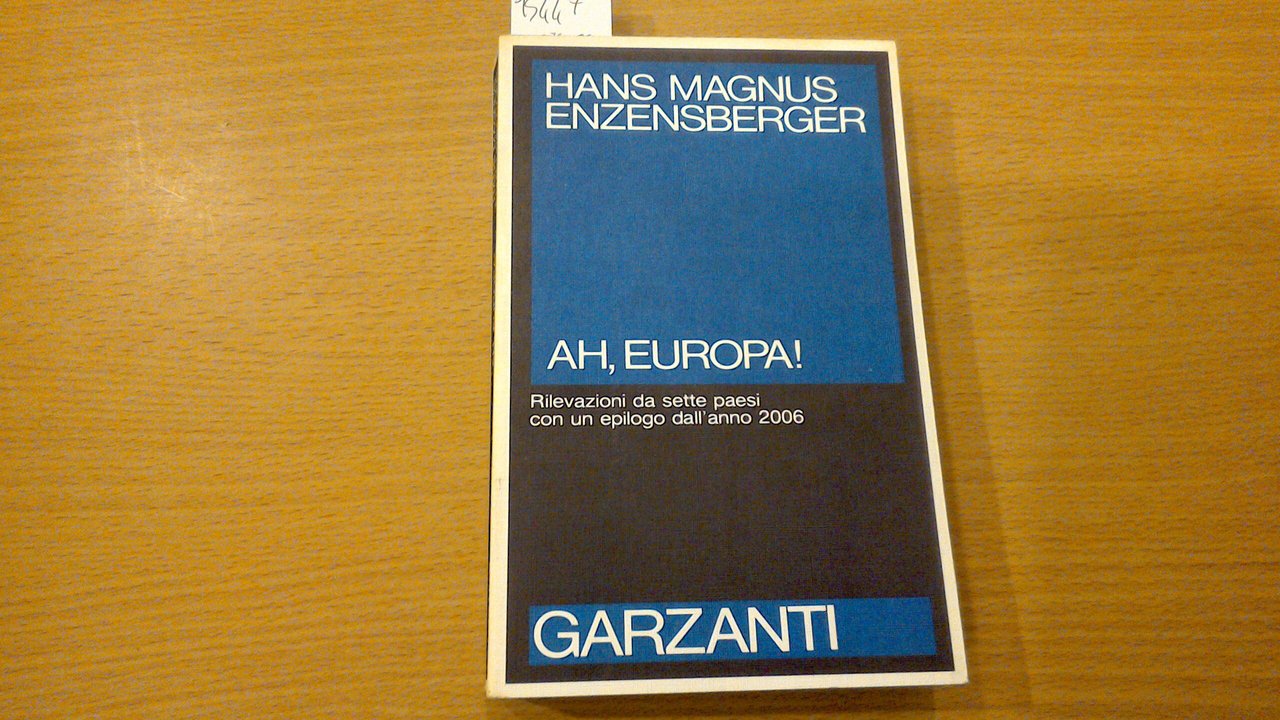 HANS MAGNUS
ENZENSBERGER
AH, EUROPA!
Rilevazioni da sette paesi
con un epilogo dall'anno 2006
GARZANTI